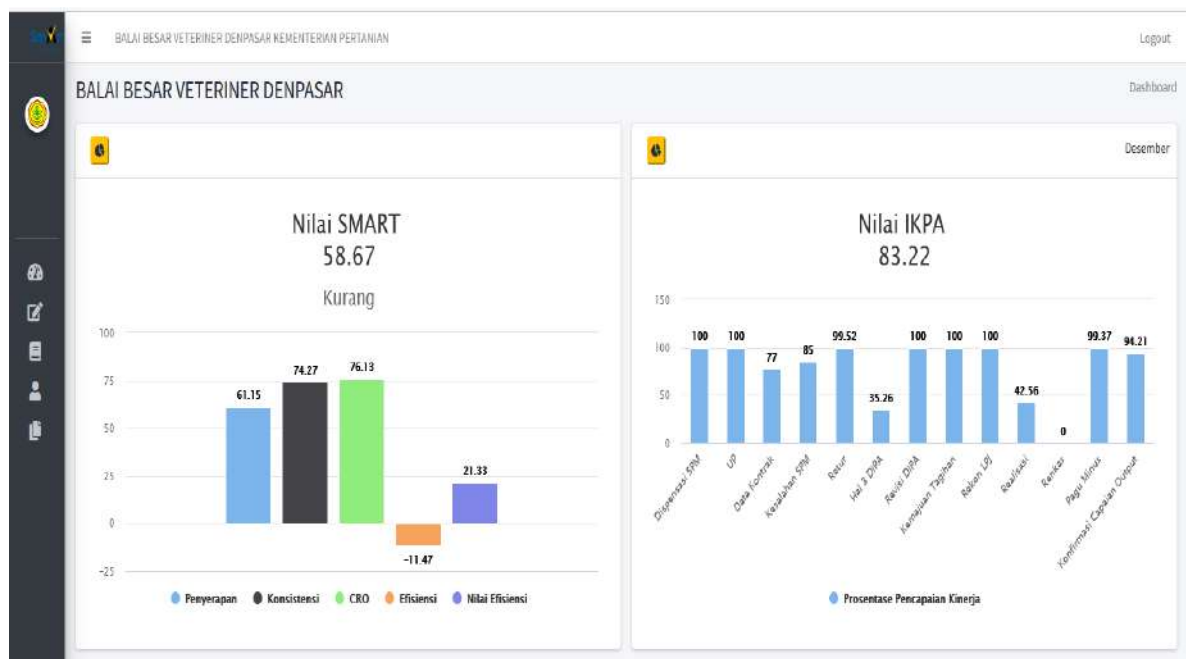 BALAI BESAR VETERINER DENPASAR KEMENTERIAN PERTANIAN
Logout
BALAI BESAR VETERINER DENPASAR
Dashboard
Nilai SMART
58.67
Kurang
100
75
50
25
0
-25
61.15
74.27
76.13
-11.47
21.33
Penyerapan Konsistensi CRO Efisiensi Nilai Efisiensi
Desember
Nilai IKPA
83.22
150
100
50
0
100 100 77 85 99.52 35.26 100 100 100 42.56 0 99.37 94.21
Dispensasi SPM
UP
Data Kontrak
Kesalahan SPM
Retur
Hal 3 DIPA
Revisi DIPA
Kemajuan Tagihan
Rekon LPJ
Realisasi
Renkas
Pagu Minus
Konfirmasi Capaian Output
Prosentase Pencapaian Kinerja